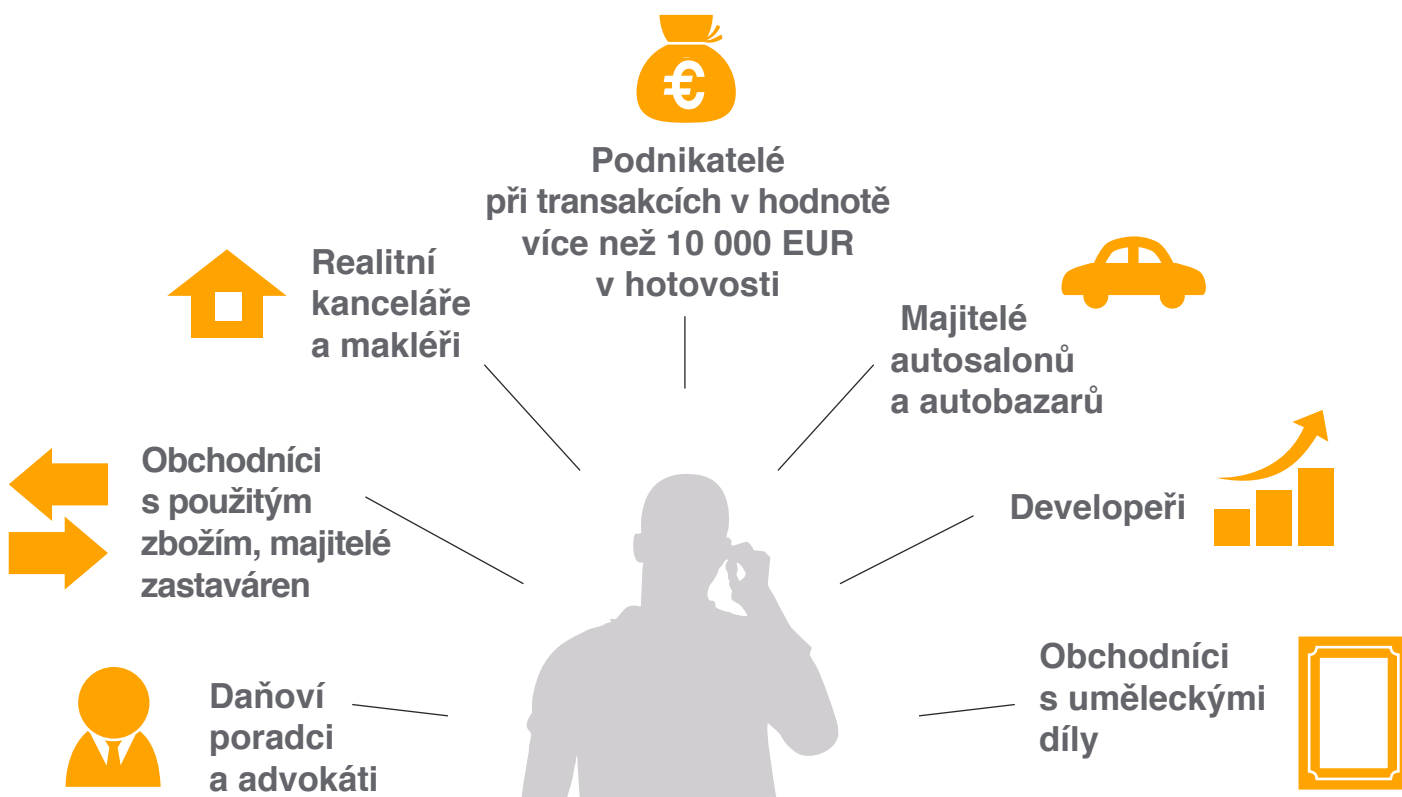 €
Podnikatelé
při transakcích v hodnotě
více než 10 000 EUR
v hotovosti
Realitní
kanceláře
a makléři
Majitelé
autosalonů
a autobazarů
Obchodníci
s použitým
zbožím, majitelé
zastaváren
Developeři
Daňoví
poradci
a advokáti
Obchodníci
s uměleckými
díly